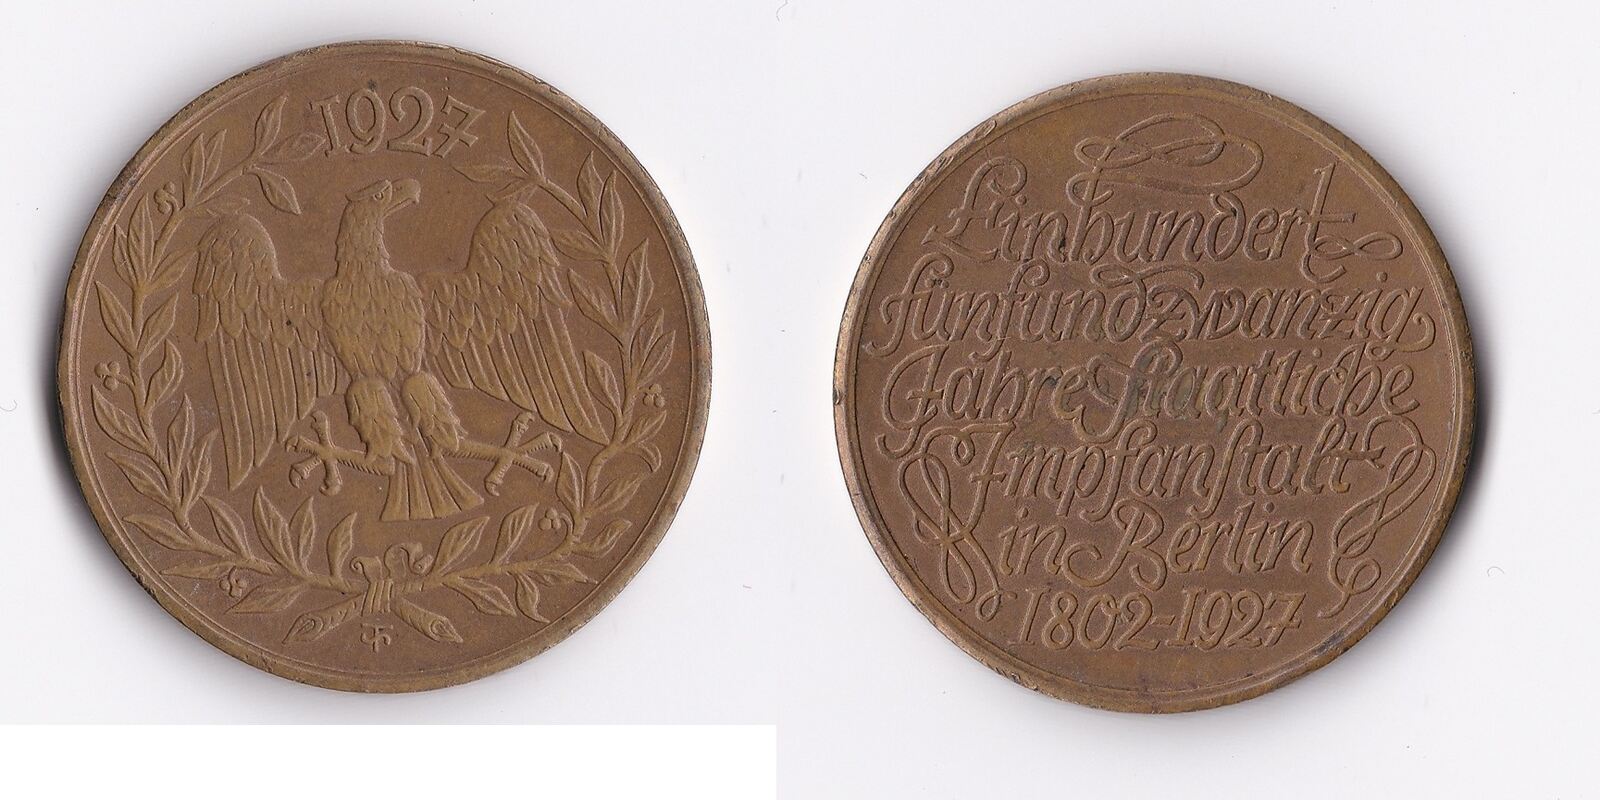 1927
Einhundert
fünfundzwanzig
Jahre Staatliche
Impfanstalt
in Berlin
1802-1927